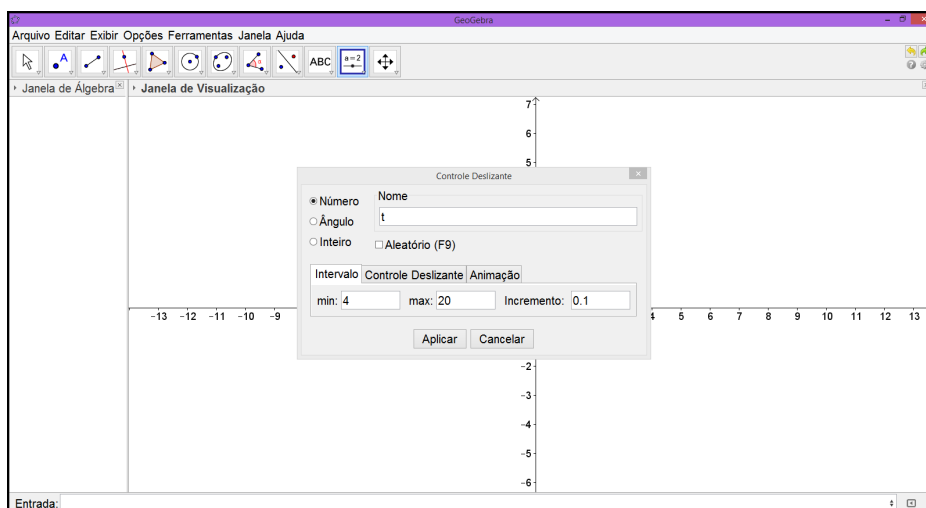 GeoGebra
Arquivo Editar Exibir Opções Ferramentas Janela Ajuda
A
α
ABC
a=2
Janela de Álgebra
Janela de Visualização
7
6
5
Controle Deslizante
Número
Ângulo
Inteiro
Nome
t
Aleatório (F9)
Intervalo Controle Deslizante Animação
min: 4 max: 20 Incremento: 0.1
Aplicar Cancelar
-13 -12 -11 -10 -9 4 5 6 7 8 9 10 11 12 13
-2
-3
-4
-5
-6
Entrada: